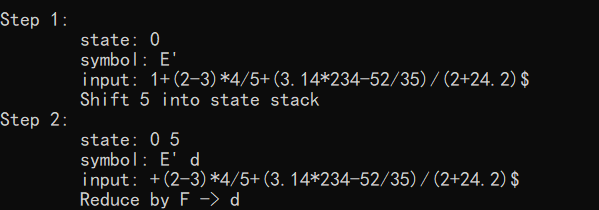 Step 1:
state: 0
symbol: E'
input: 1+(2-3)*4/5+(3.14*234-52/35)/(2+24.2)$
Shift 5 into state stack
Step 2:
state: 0 5
symbol: E' d
input: +(2-3)*4/5+(3.14*234-52/35)/(2+24.2)$
Reduce by F -> d